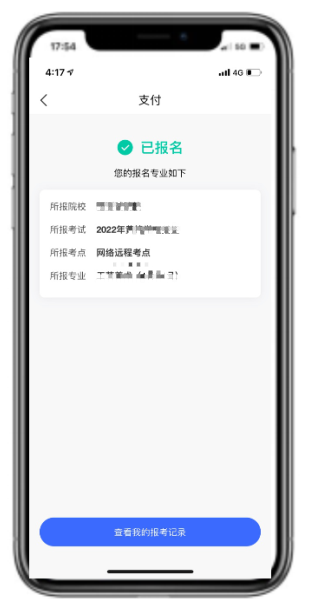 17:54
5G
4:17
4G
支付
已报名
您的报名专业如下
所报院校
所报考试 2022年
所报考点 网络远程考点
所报专业
查看我的报考记录